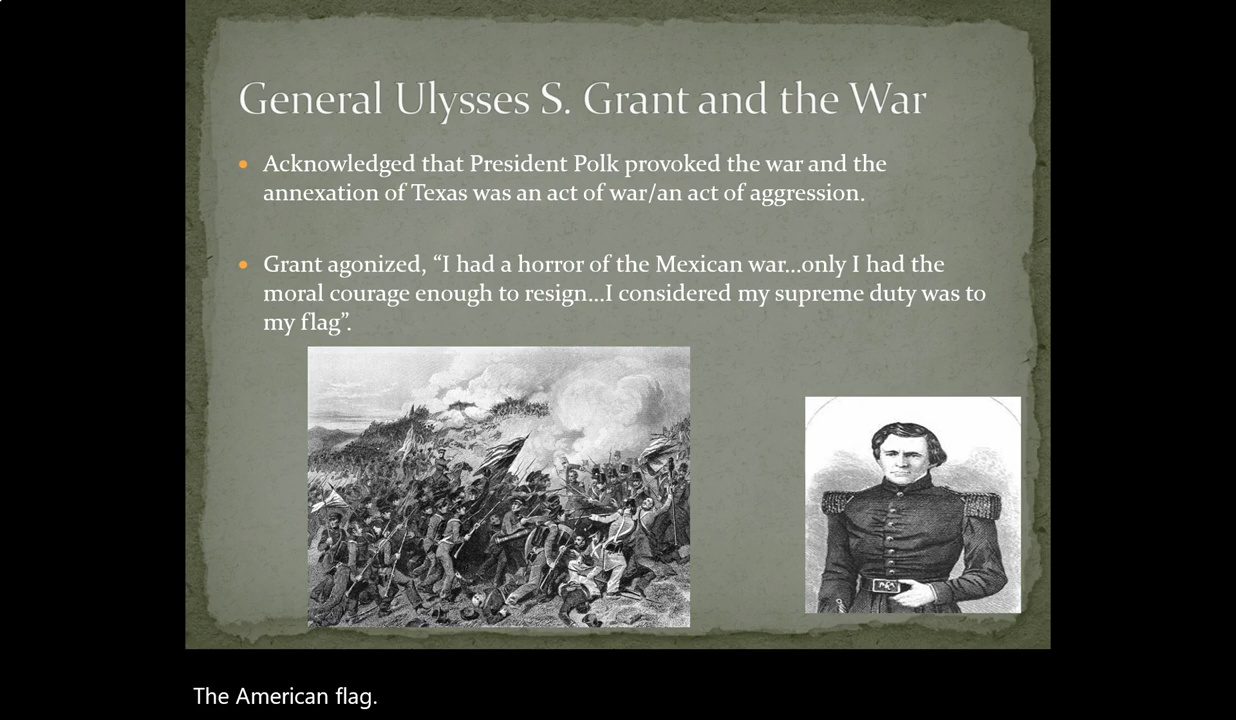 General Ulysses S. Grant and the War
Acknowledged that President Polk provoked the war and the
annexation of Texas was an act of war/an act of aggression.
Grant agonized, “I had a horror of the Mexican war...only I had the
moral courage enough to resign...I considered my supreme duty was to
my flag”.
The American flag.